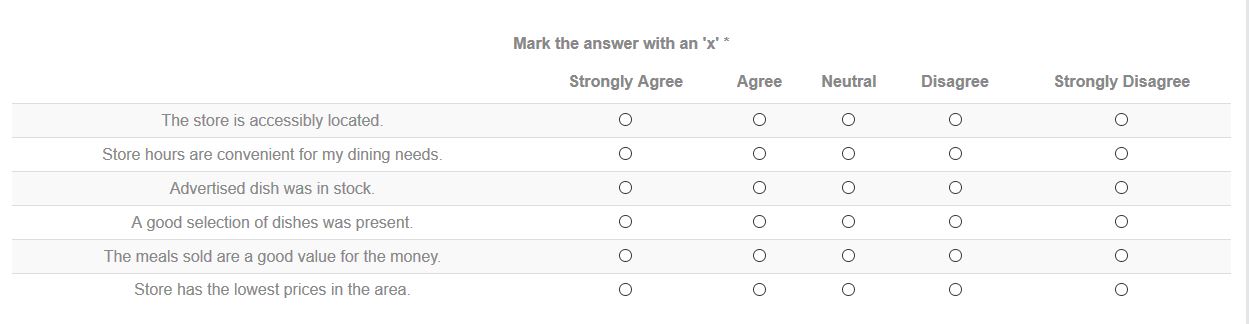 Mark the answer with an 'x' *
Strongly Agree Agree Neutral Disagree Strongly Disagree
The store is accessibly located.
Store hours are convenient for my dining needs.
Advertised dish was in stock.
A good selection of dishes was present.
The meals sold are a good value for the money.
Store has the lowest prices in the area.